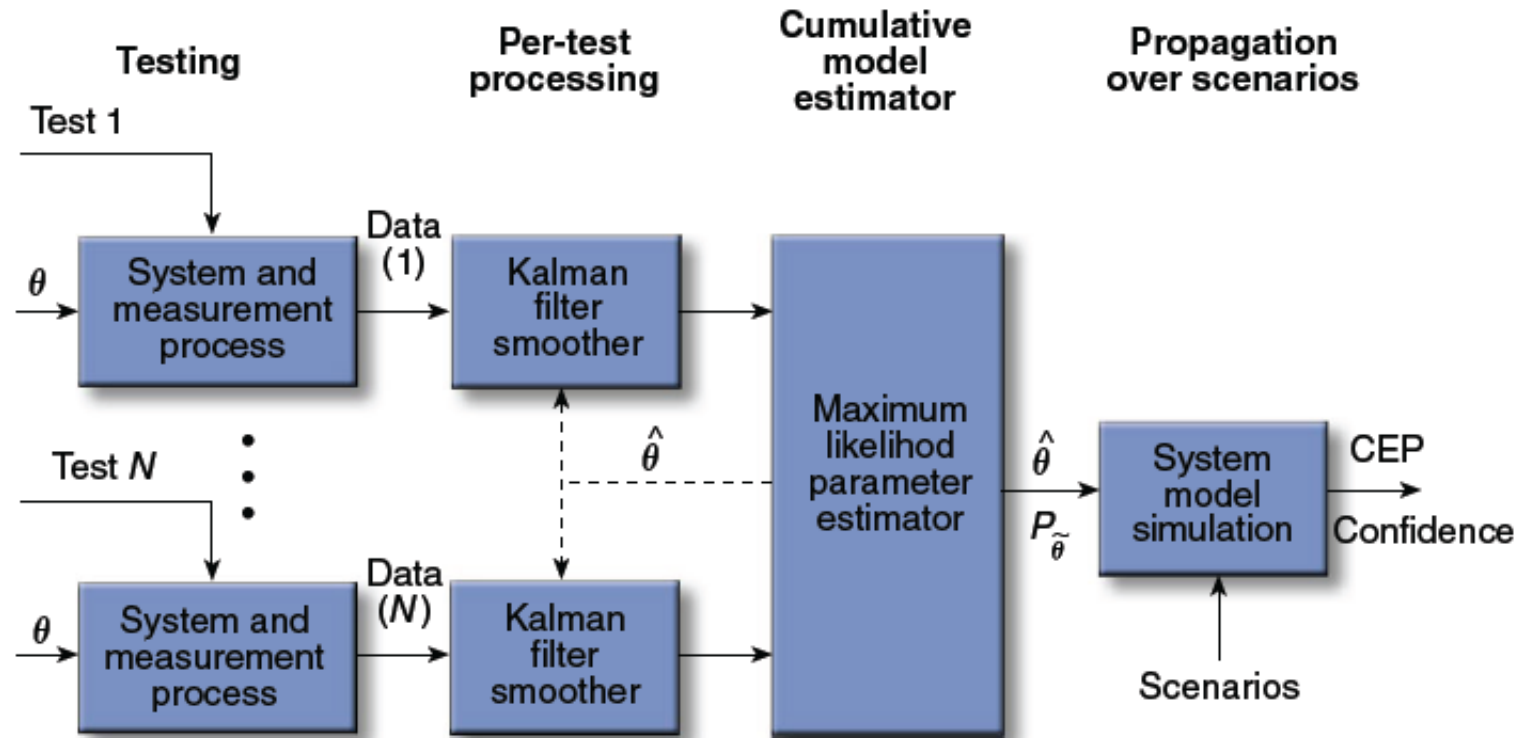 Testing
Per-test
processing
Cumulative
model
estimator
Propagation
over scenarios
Test 1
θ
System and
measurement
process
Data
(1)
Kalman
filter
smoother
Test N
θ
System and
measurement
process
Data
(N)
Kalman
filter
smoother
θ̂
Maximum
likelihod
parameter
estimator
θ̂
P_θ̃
System
model
simulation
CEP
Confidence
Scenarios